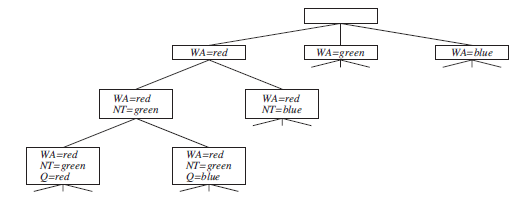 WA=red
WA=green
WA=blue
WA=red
NT=green
WA=red
NT=blue
WA=red
NT=green
Q=red
WA=red
NT=green
Q=blue